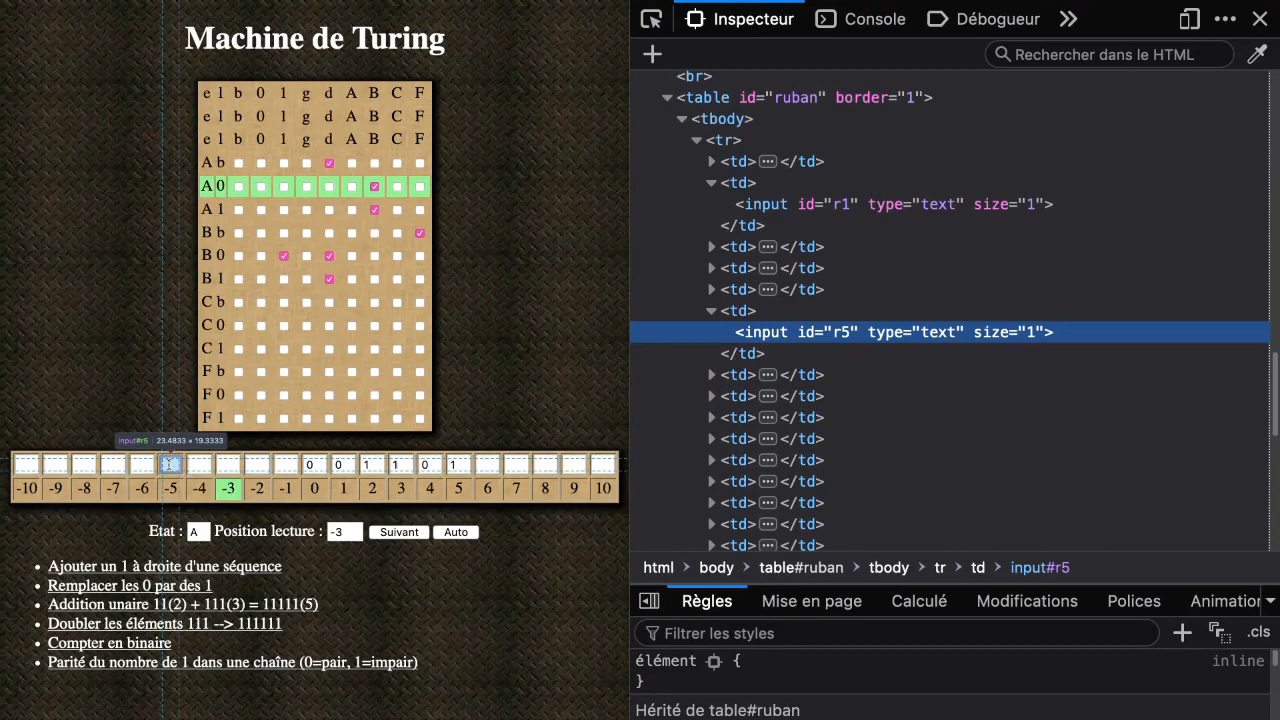 Machine de Turing
e l b 0 1 g d A B C F
e l b 0 1 g d A B C F
e l b 0 1 g d A B C F
A b
A 0
A 1
B b
B 0
B 1
C b
C 0
C 1
F b
F 0
F 1
input#r5 23.4833 × 19.3333
0 0 1 1 0 1
-10 -9 -8 -7 -6 -5 -4 -3 -2 -1 0 1 2 3 4 5 6 7 8 9 10
Etat : A Position lecture : -3 Suivant Auto
Ajouter un 1 à droite d'une séquence
Remplacer les 0 par des 1
Addition unaire 11(2) + 111(3) = 11111(5)
Doubler les éléments 111 --> 111111
Compter en binaire
Parité du nombre de 1 dans une chaîne (0=pair, 1=impair)
Inspecteur Console Débogueur
Rechercher dans le HTML
<br>
<table id="ruban" border="1">
<tbody>
<tr>
<td></td>
<td>
<input id="r1" type="text" size="1">
</td>
<td></td>
<td></td>
<td></td>
<td>
<input id="r5" type="text" size="1">
</td>
<td></td>
<td></td>
<td></td>
<td></td>
<td></td>
<td></td>
<td></td>
<td></td>
<td></td>
html body table#ruban tbody tr td input#r5
Règles Mise en page Calculé Modifications Polices Animation
Filtrer les styles .cls
élément { inline
}
Hérité de table#ruban